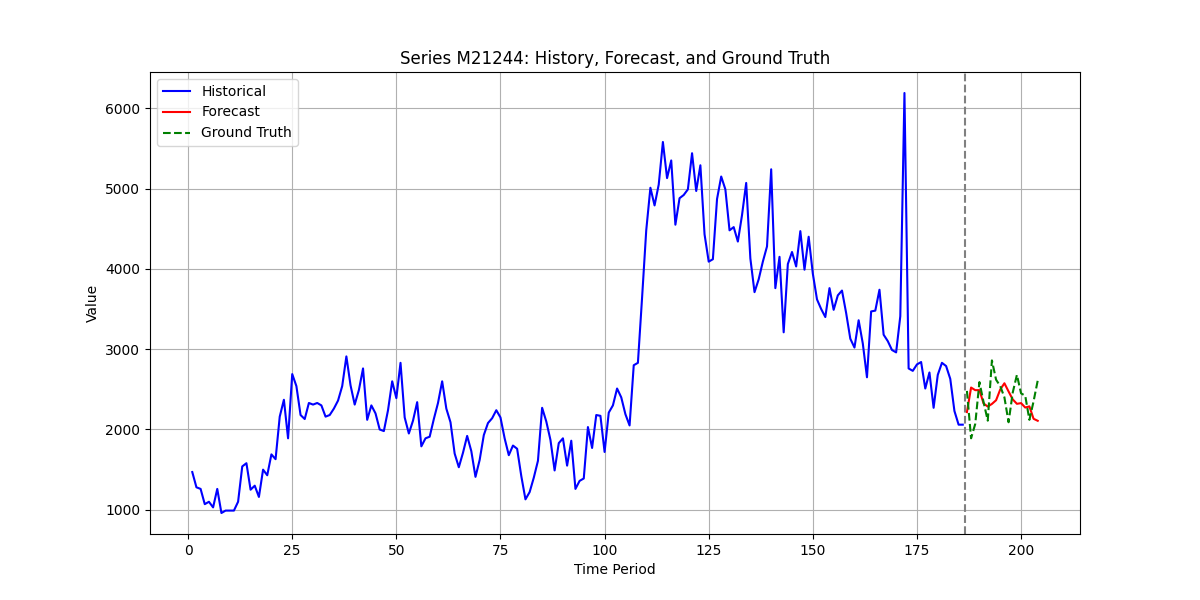 Series M21244: History, Forecast, and Ground Truth
Historical
Forecast
Ground Truth
6000
5000
4000
3000
2000
1000
Value
0 25 50 75 100 125 150 175 200
Time Period